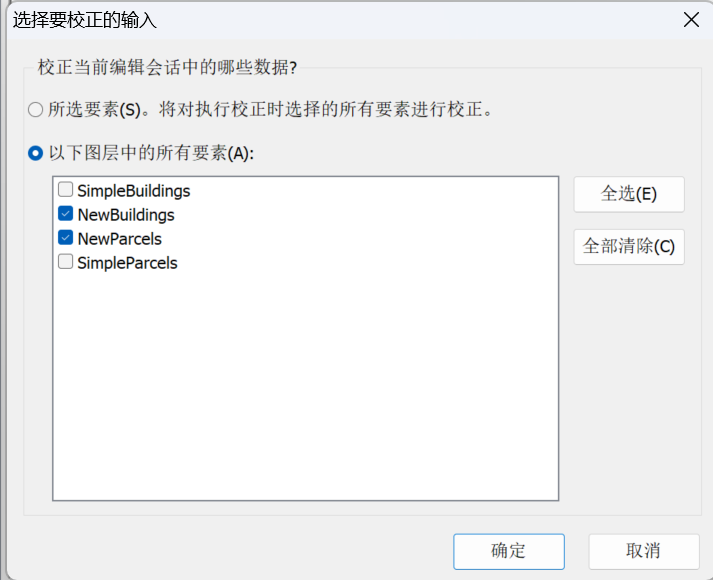 选择要校正的输入
校正当前编辑会话中的哪些数据?
所选要素(S)。将对执行校正时选择的所有要素进行校正。
以下图层中的所有要素(A):
SimpleBuildings
NewBuildings
NewParcels
SimpleParcels
全选(E)
全部清除(C)
确定
取消